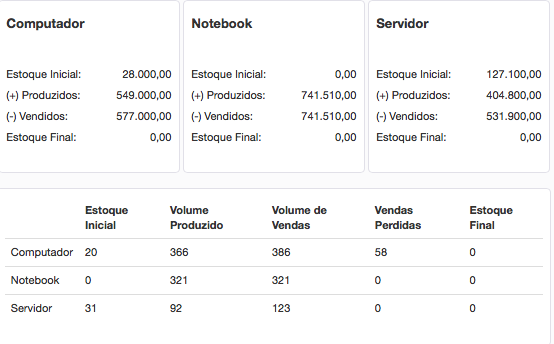 Computador Notebook Servidor
Estoque Inicial: 28.000,00 Estoque Inicial: 0,00 Estoque Inicial: 127.100,00
(+) Produzidos: 549.000,00 (+) Produzidos: 741.510,00 (+) Produzidos: 404.800,00
(-) Vendidos: 577.000,00 (-) Vendidos: 741.510,00 (-) Vendidos: 531.900,00
Estoque Final: 0,00 Estoque Final: 0,00 Estoque Final: 0,00
Estoque Volume Volume de Vendas Estoque
Inicial Produzido Vendas Perdidas Final
Computador 20 366 386 58 0
Notebook 0 321 321 0 0
Servidor 31 92 123 0 0